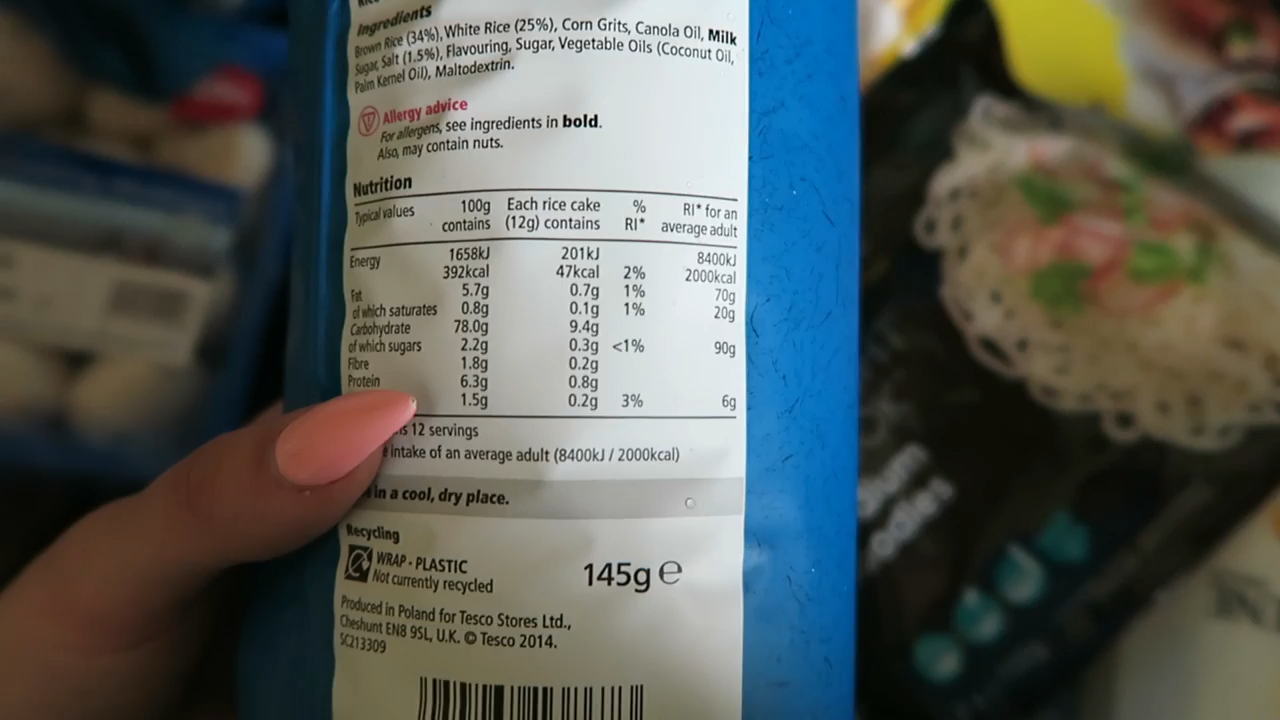 Ingredients
Brown Rice (34%), White Rice (25%), Corn Grits, Canola Oil, Milk
Sugar, Salt (1.5%), Flavouring, Sugar, Vegetable Oils (Coconut Oil,
Palm Kernel Oil), Maltodextrin.
Allergy advice
For allergens, see ingredients in bold.
Also, may contain nuts.
Nutrition
Typical values 100g contains Each rice cake (12g) contains % RI* RI* for an average adult
Energy 1658kJ 201kJ 8400kJ
392kcal 47kcal 2% 2000kcal
Fat 5.7g 0.7g 1% 70g
of which saturates 0.8g 0.1g 1% 20g
Carbohydrate 78.0g 9.4g
of which sugars 2.2g 0.3g <1% 90g
Fibre 1.8g 0.2g
Protein 6.3g 0.8g
1.5g 0.2g 3% 6g
12 servings
intake of an average adult (8400kJ / 2000kcal)
in a cool, dry place.
Recycling
WRAP - PLASTIC
Not currently recycled
145g e
Produced in Poland for Tesco Stores Ltd.,
Cheshunt EN8 9SL, U.K. © Tesco 2014.
SC213309